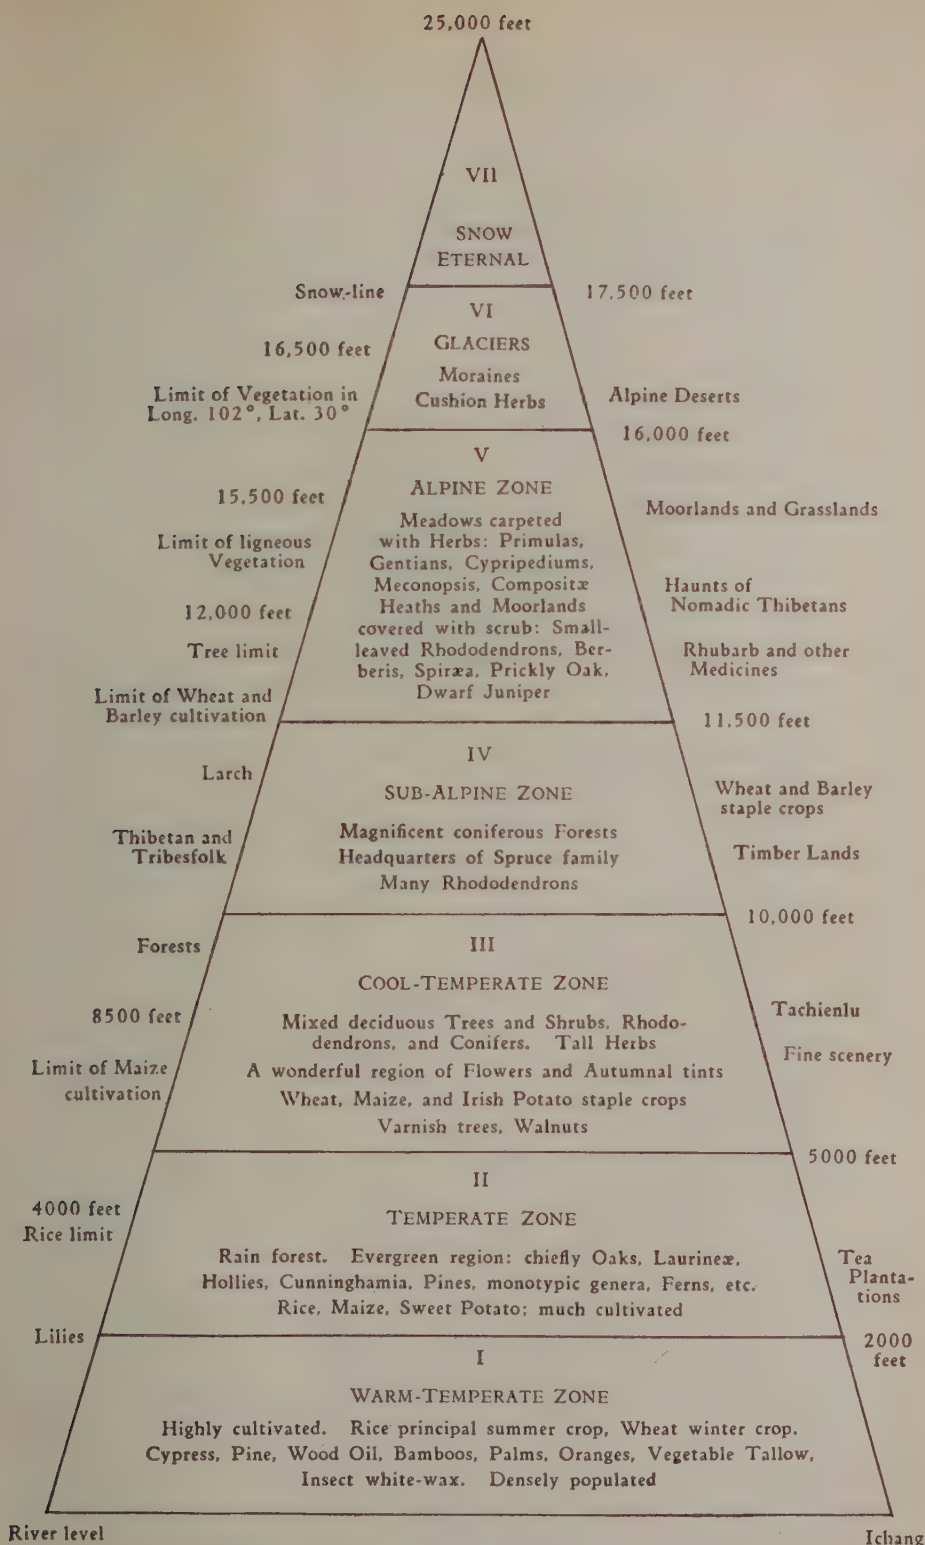 25,000 feet
VII
SNOW
ETERNAL
Snow-line
17,500 feet
VI
16,500 feet
GLACIERS
Moraines
Cushion Herbs
Limit of Vegetation in
Long. 102°, Lat. 30°
Alpine Deserts
16,000 feet
V
ALPINE ZONE
15,500 feet
Moorlands and Grasslands
Meadows carpeted
with Herbs: Primulas,
Gentians, Cypripediums,
Meconopsis, Compositæ
Heaths and Moorlands
covered with scrub: Small-
leaved Rhododendrons, Ber-
beris, Spiræa, Prickly Oak,
Dwarf Juniper
Limit of ligneous
Vegetation
Haunts of
Nomadic Thibetans
12,000 feet
Tree limit
Rhubarb and other
Medicines
Limit of Wheat and
Barley cultivation
11,500 feet
IV
Larch
SUB-ALPINE ZONE
Wheat and Barley
staple crops
Magnificent coniferous Forests
Headquarters of Spruce family
Many Rhododendrons
Thibetan and
Tribesfolk
Timber Lands
10,000 feet
III
Forests
COOL-TEMPERATE ZONE
8500 feet
Tachienlu
Mixed deciduous Trees and Shrubs, Rhodo-
dendrons, and Conifers. Tall Herbs
A wonderful region of Flowers and Autumnal tints
Wheat, Maize, and Irish Potato staple crops
Varnish trees, Walnuts
Fine scenery
Limit of Maize
cultivation
5000 feet
II
4000 feet
Rice limit
TEMPERATE ZONE
Rain forest. Evergreen region: chiefly Oaks, Laurineæ,
Hollies, Cunninghamia, Pines, monotypic genera, Ferns, etc.
Rice, Maize, Sweet Potato; much cultivated
Tea
Planta-
tions
Lilies
2000
feet
I
WARM-TEMPERATE ZONE
Highly cultivated. Rice principal summer crop, Wheat winter crop.
Cypress, Pine, Wood Oil, Bamboos, Palms, Oranges, Vegetable Tallow,
Insect white-wax. Densely populated
River level
Ichang